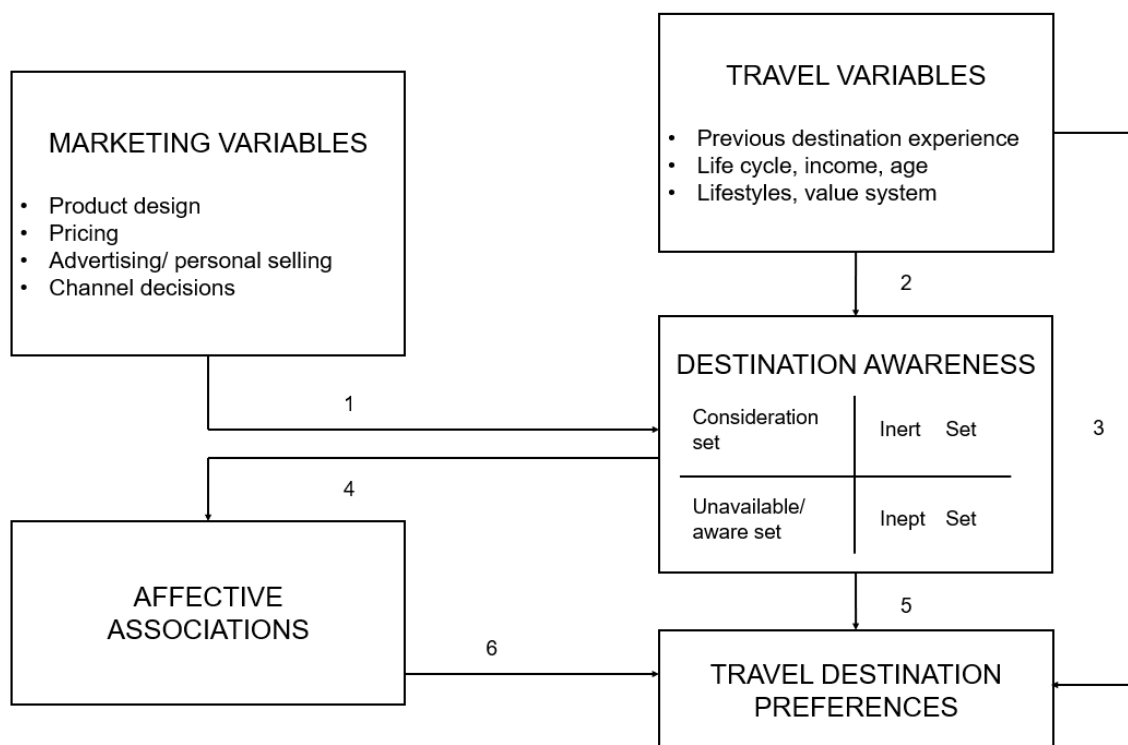 MARKETING VARIABLES
• Product design
• Pricing
• Advertising/ personal selling
• Channel decisions
TRAVEL VARIABLES
• Previous destination experience
• Life cycle, income, age
• Lifestyles, value system
2
1
DESTINATION AWARENESS
Consideration
set
Inert Set
Unavailable/
aware set
Inept Set
3
4
AFFECTIVE
ASSOCIATIONS
5
6
TRAVEL DESTINATION
PREFERENCES